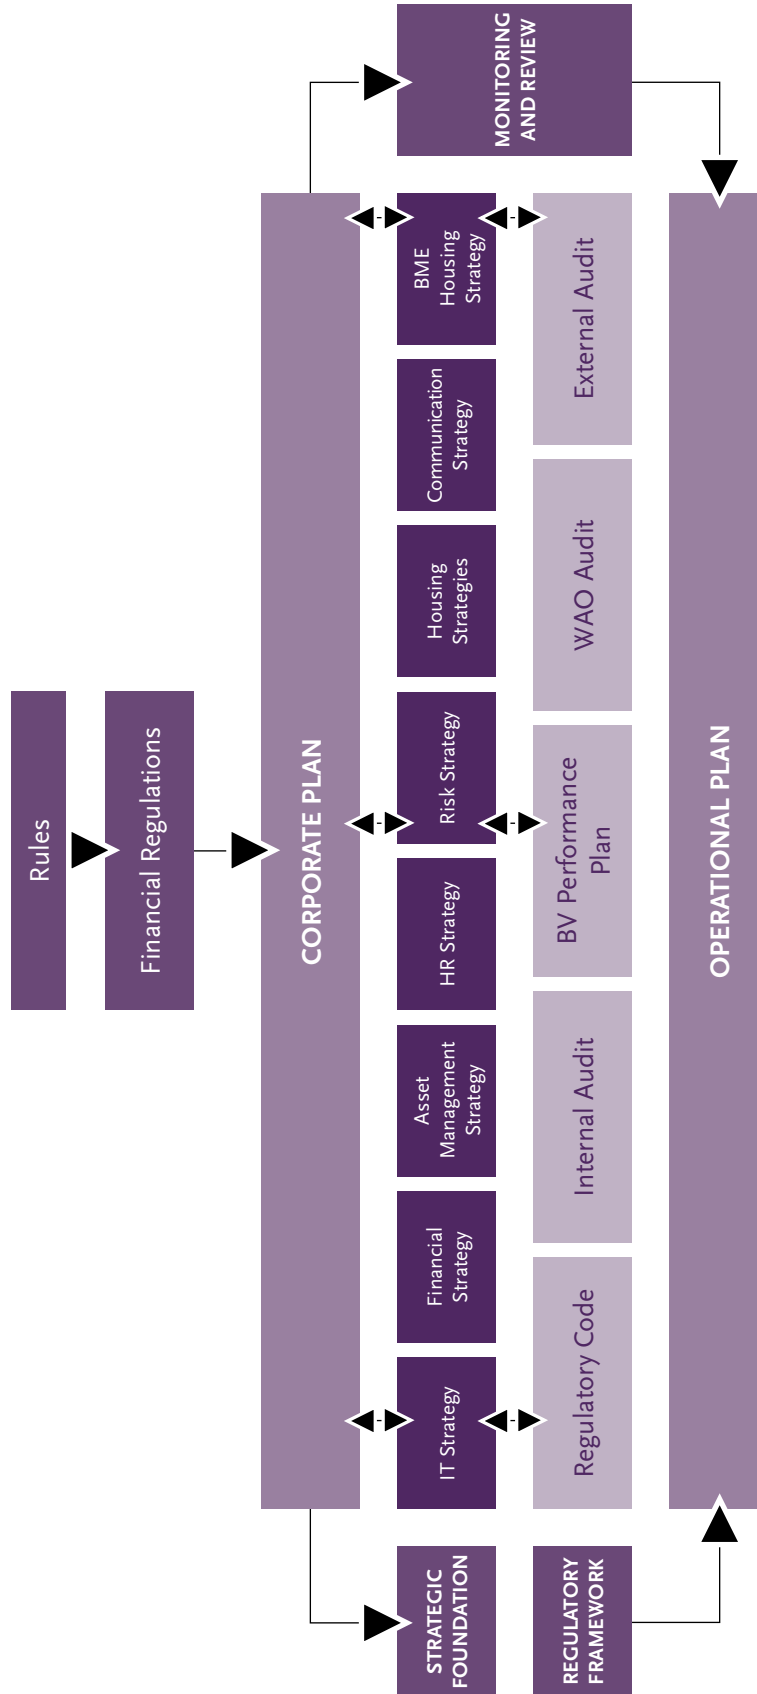 Rules
Financial Regulations
CORPORATE PLAN
STRATEGIC
FOUNDATION
IT Strategy
Financial
Strategy
Asset
Management
Strategy
HR Strategy
Risk Strategy
Housing
Strategies
Communication
Strategy
BME
Housing
Strategy
MONITORING
AND REVIEW
REGULATORY
FRAMEWORK
Regulatory Code
Internal Audit
BV Performance
Plan
WAO Audit
External Audit
OPERATIONAL PLAN